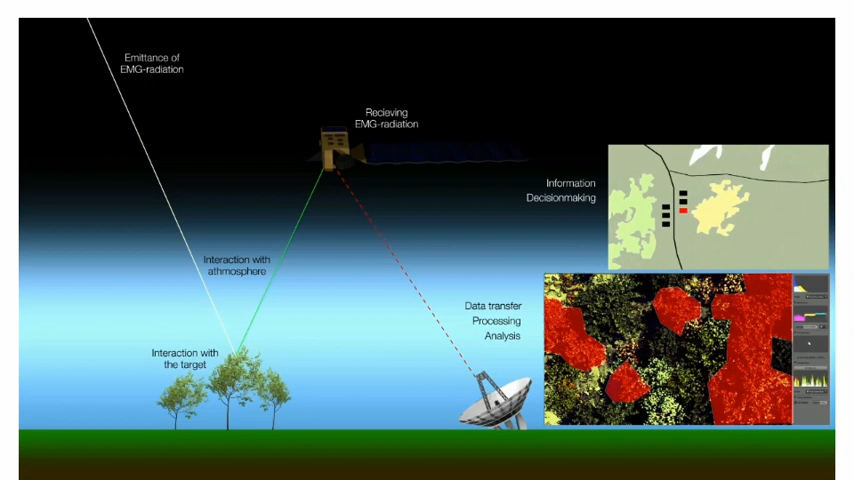 Emittance of
EMG-radiation
Recieving
EMG-radiation
Information
Decisionmaking
Interaction with
athmosphere
Data transfer
Processing
Analysis
Interaction with
the target